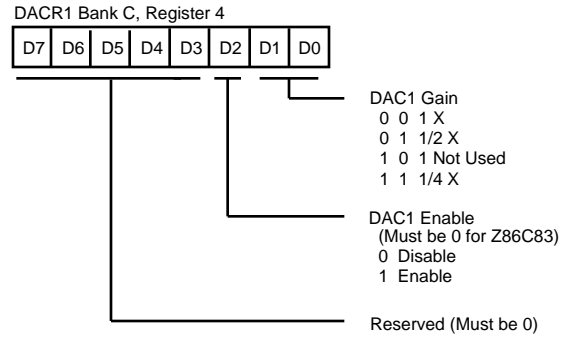 DACR1 Bank C, Register 4
D7 D6 D5 D4 D3 D2 D1 D0
DAC1 Gain
0 0 1 X
0 1 1/2 X
1 0 1 Not Used
1 1 1/4 X
DAC1 Enable
(Must be 0 for Z86C83)
0 Disable
1 Enable
Reserved (Must be 0)